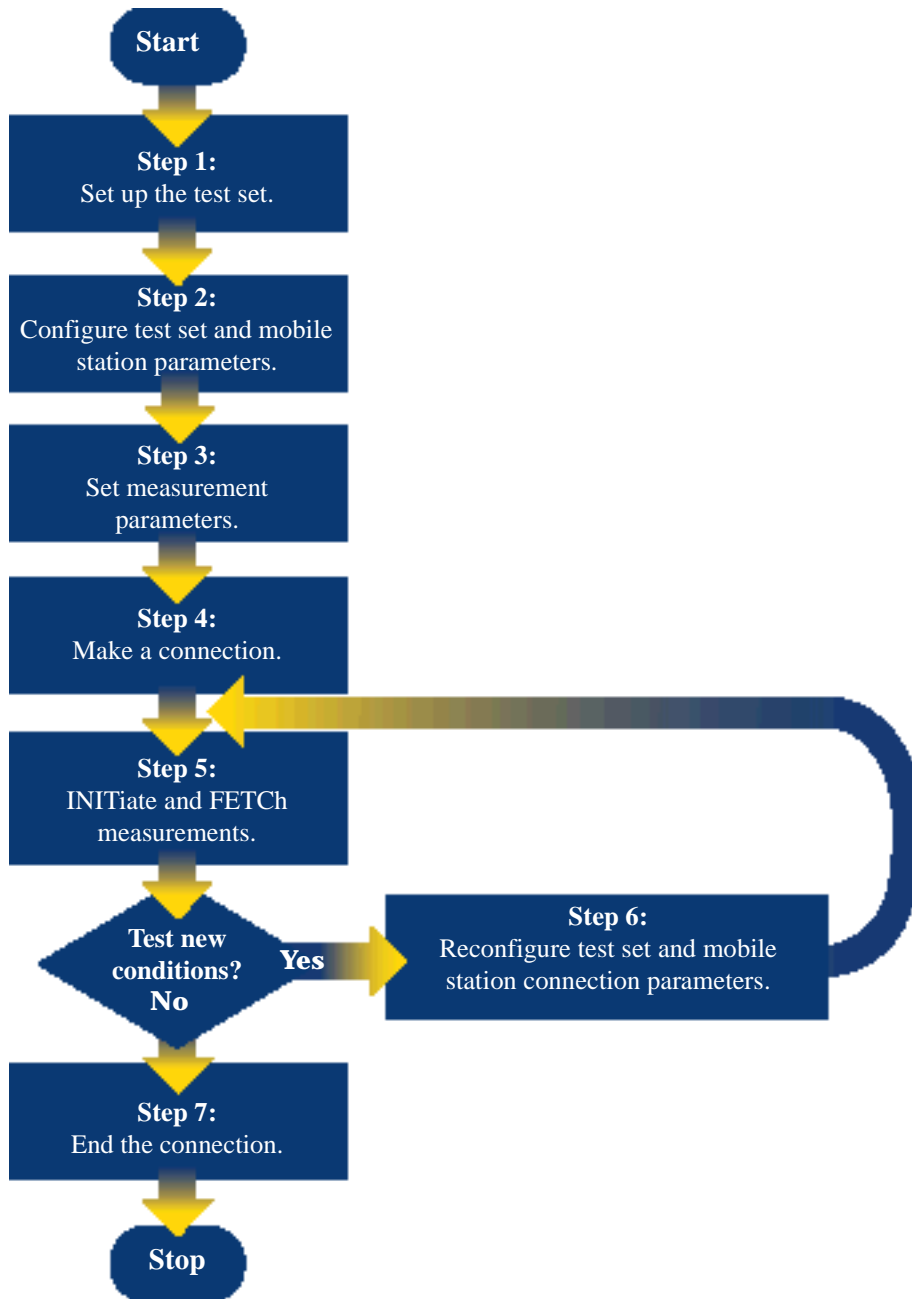 Start
Step 1:
Set up the test set.
Step 2:
Configure test set and mobile
station parameters.
Step 3:
Set measurement
parameters.
Step 4:
Make a connection.
Step 5:
INITiate and FETCh
measurements.
Test new
conditions?
No
Yes
Step 6:
Reconfigure test set and mobile
station connection parameters.
Step 7:
End the connection.
Stop